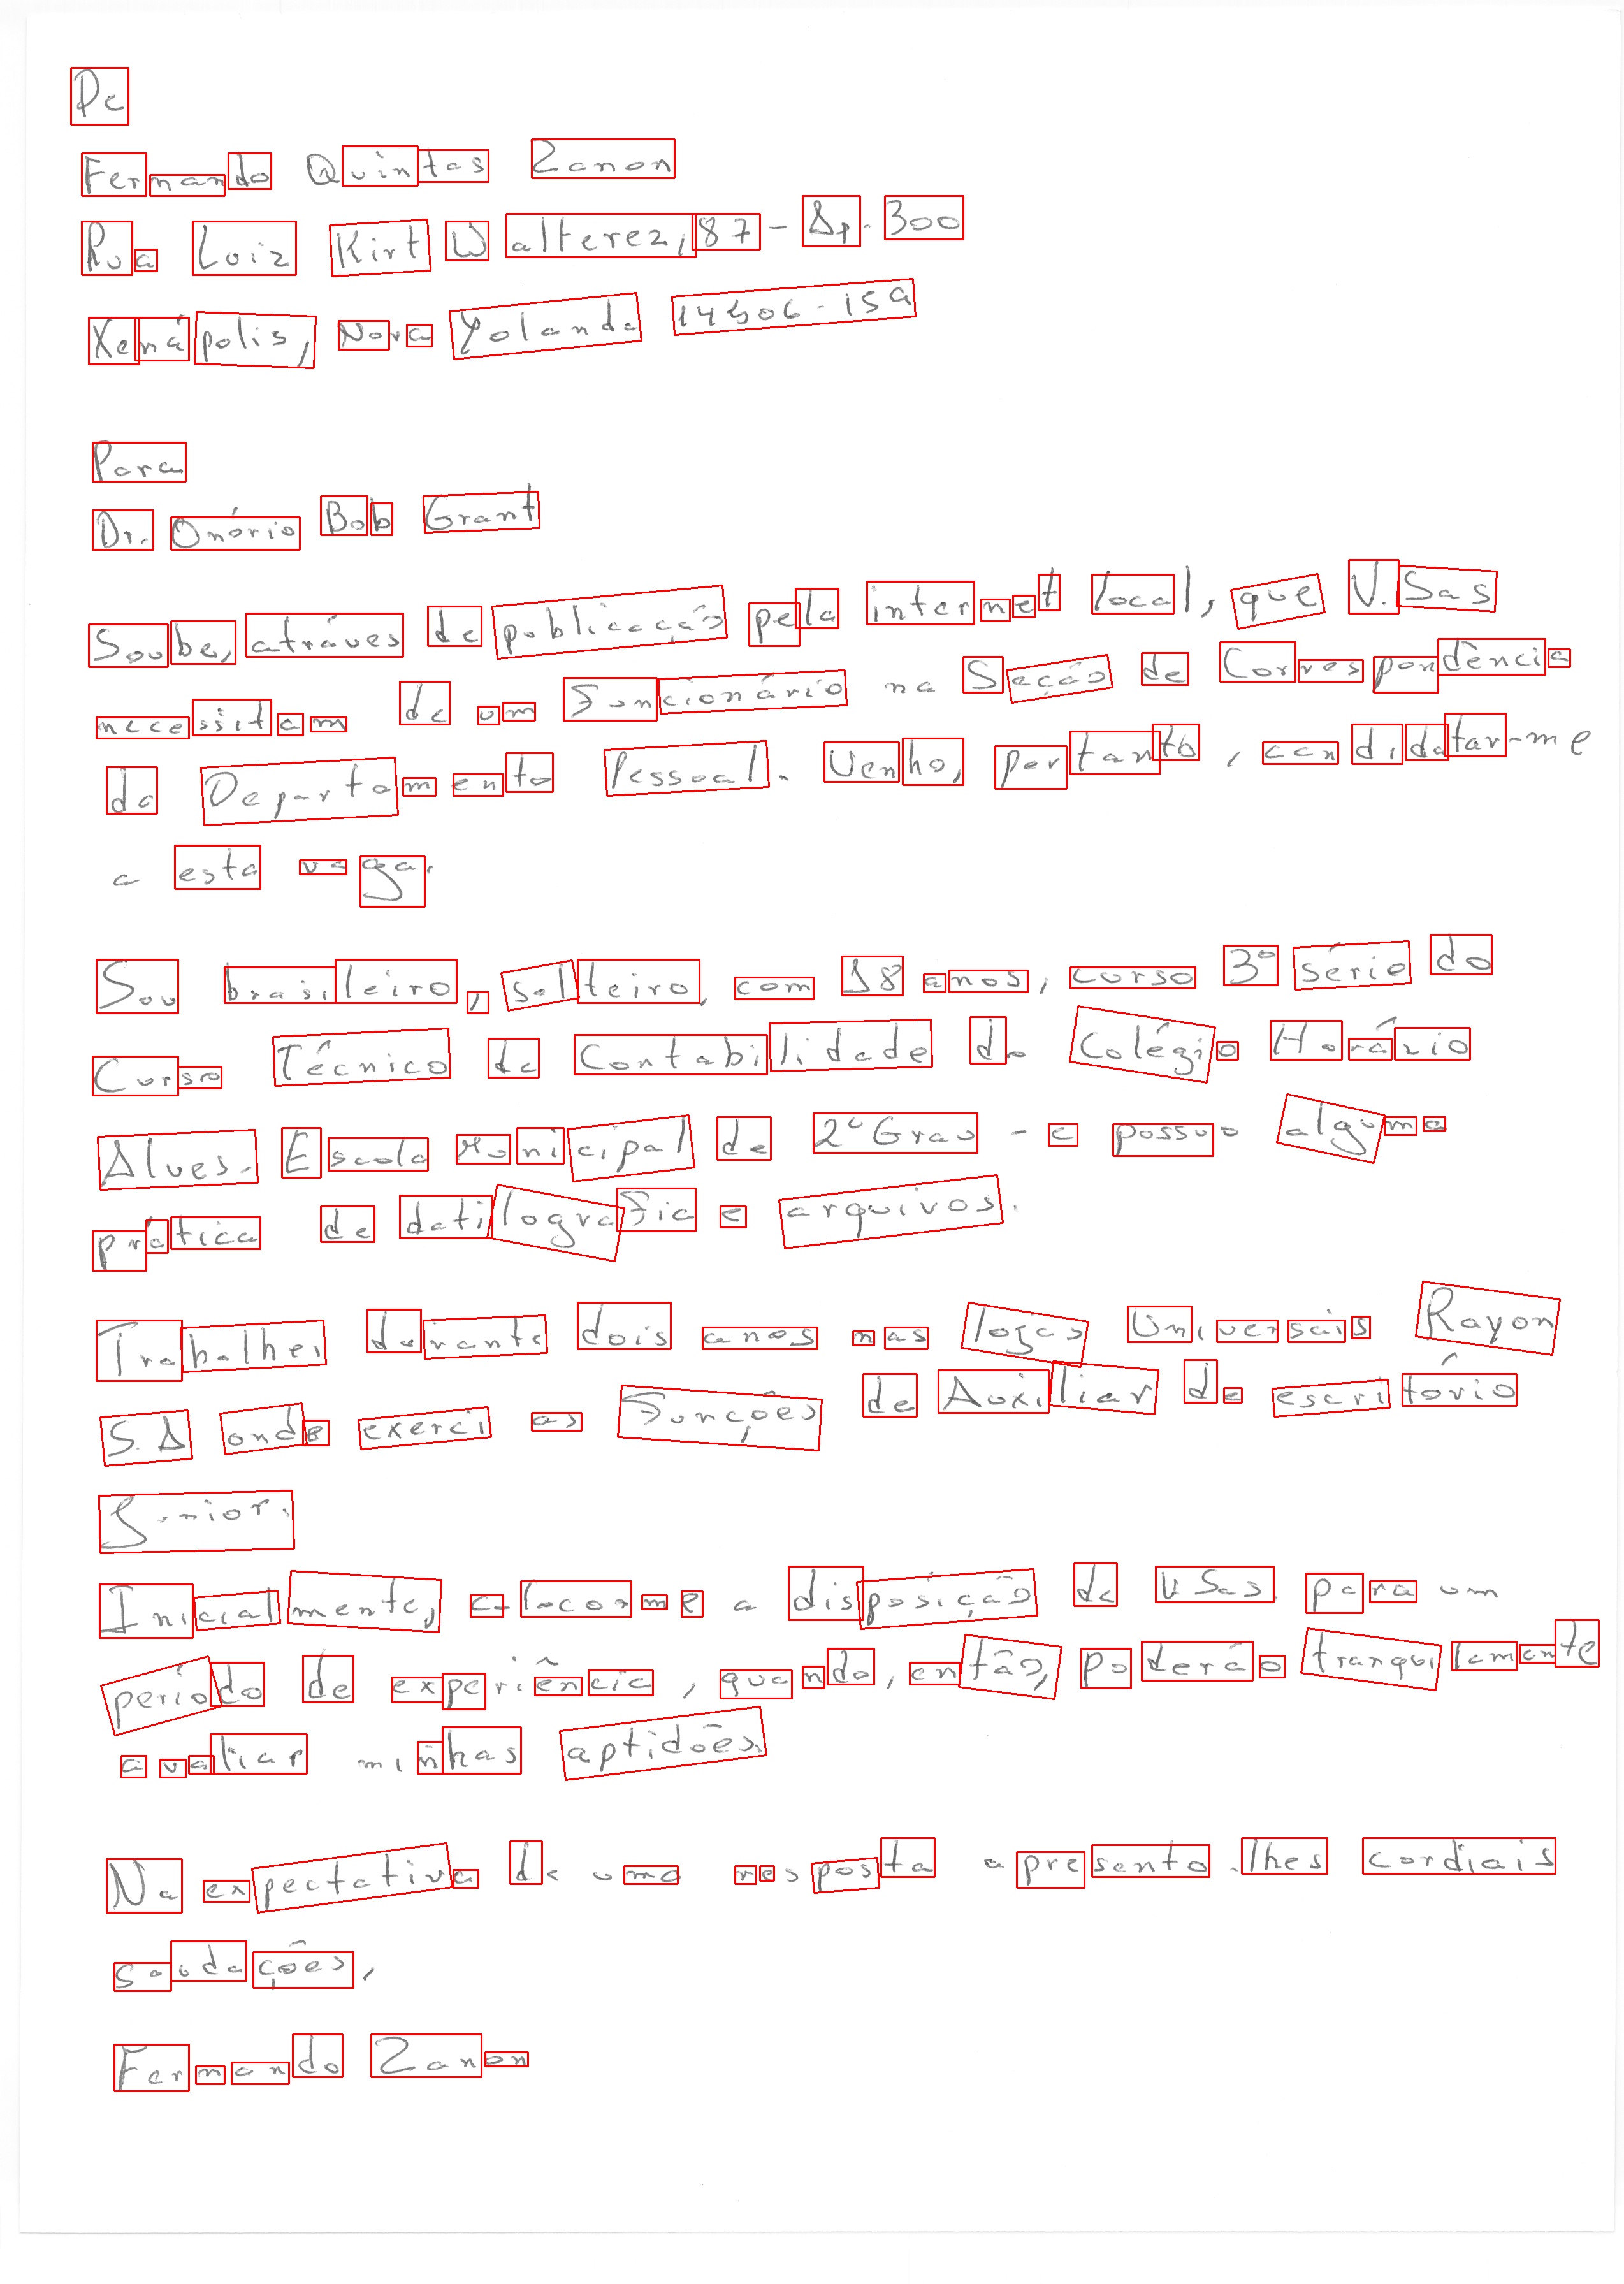 De
Fernando Quintas Zanon
Rua Luiz Kirt Walterez, 87 - Ap. 300
Xenápolis, Nova Yolanda 14506-159
Para
Dr. Onório Bob Grant
Soube, atráves de publicação pela internet local, que V.Sas
necessitam de um funcionário na Seção de Correspondência
do Departamento Pessoal. Venho, portanto, candidatar-me
a esta vaga.
Sou brasileiro, solteiro, com 18 anos, curso 3º série do
Curso Técnico de Contabilidade do Colégio Horário
Alves. Escola Municipal de 2º Grao - e possuo alguma
prática de datilografia e arquivos.
Trabalhei durante dois anos nas lojas Universais Rayon
S.A onde exerci as funções de Auxiliar de escritório
Júnior.
Inicialmente, coloco-me a disposição de V.Sas. para um
período de experiência, quando, então, poderão tranquilamente
avaliar minhas aptidões.
Na expectativa de uma resposta apresento-lhes cordiais
saudações,
Fernando Zanon